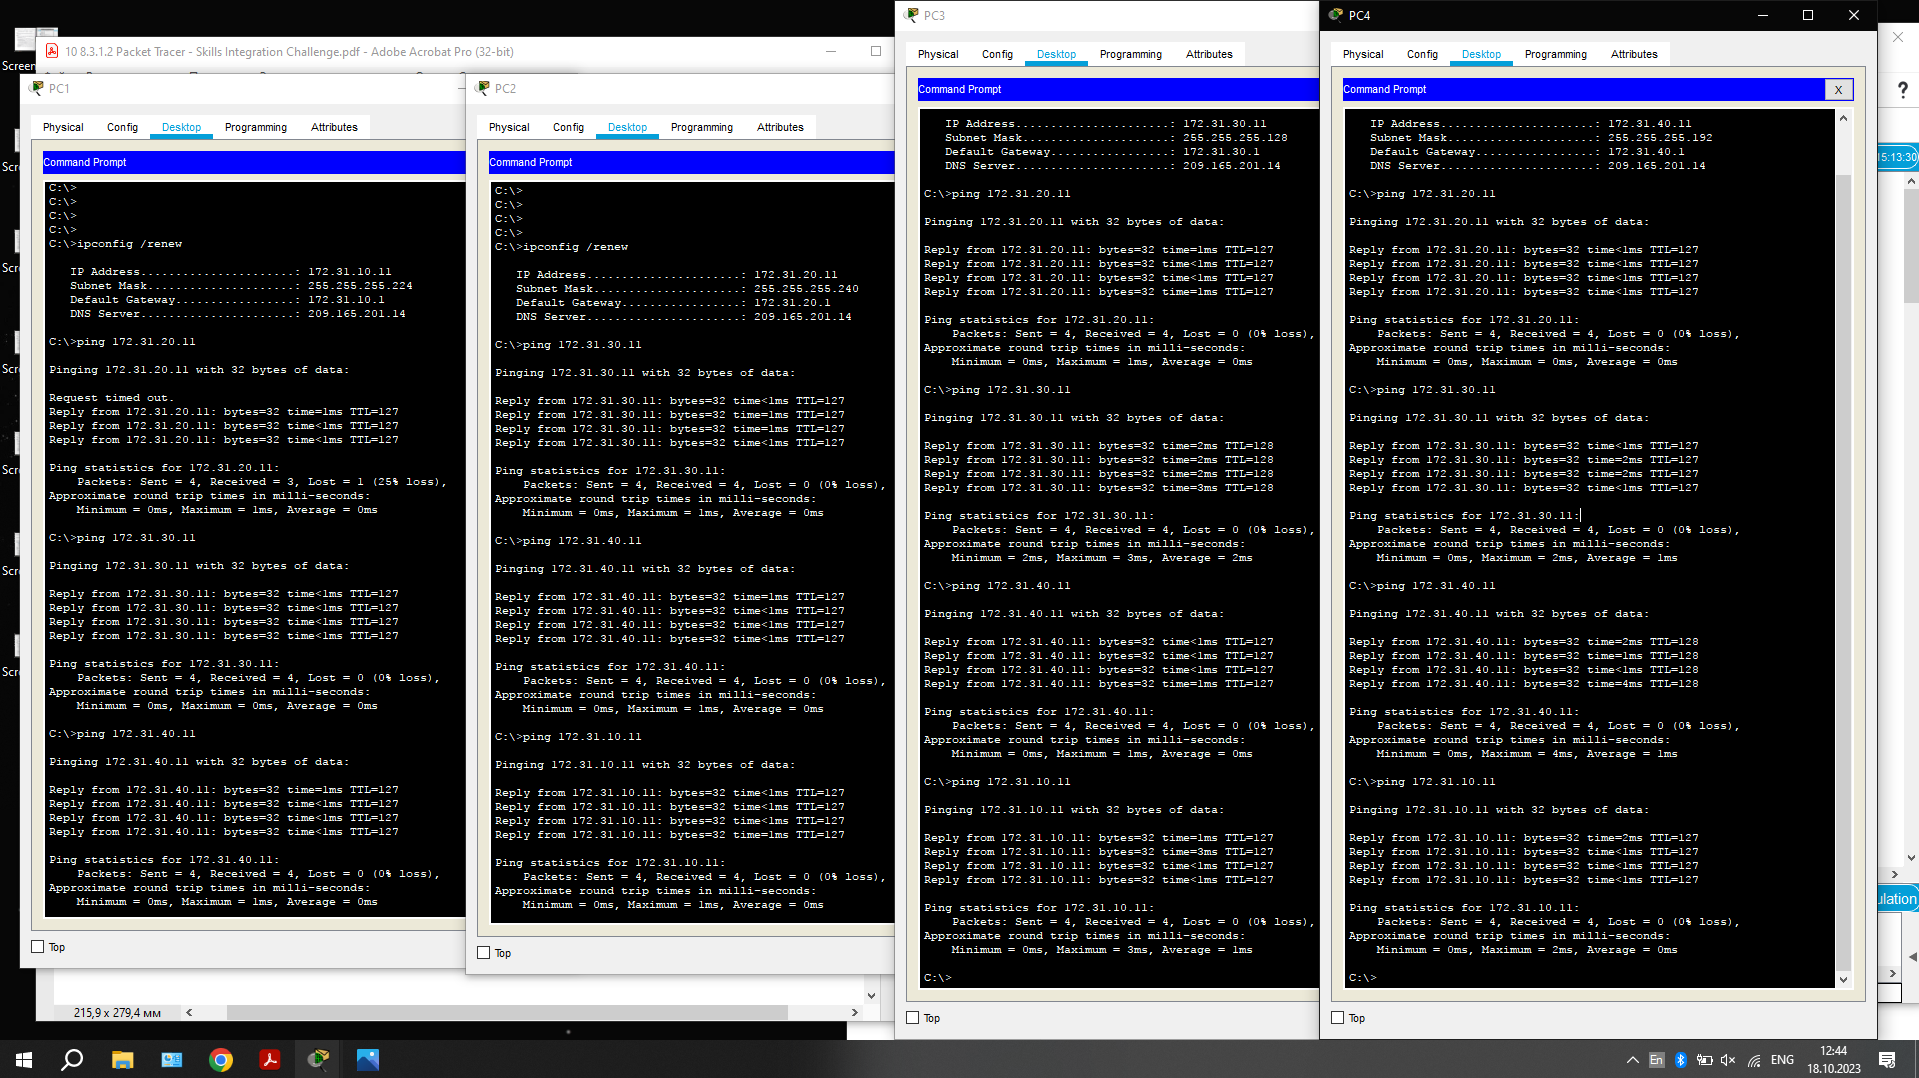 Screen
10 8.3.1.2 Packet Tracer - Skills Integration Challenge.pdf - Adobe Acrobat Pro (32-bit)
PC1
Physical Config Desktop Programming Attributes
Command Prompt
C:\>
C:\>
C:\>
C:\>
C:\>ipconfig /renew
IP Address......................: 172.31.10.11
Subnet Mask.....................: 255.255.255.224
Default Gateway.................: 172.31.10.1
DNS Server......................: 209.165.201.14
C:\>ping 172.31.20.11
Pinging 172.31.20.11 with 32 bytes of data:
Request timed out.
Reply from 172.31.20.11: bytes=32 time=1ms TTL=127
Reply from 172.31.20.11: bytes=32 time<1ms TTL=127
Reply from 172.31.20.11: bytes=32 time<1ms TTL=127
Ping statistics for 172.31.20.11:
Packets: Sent = 4, Received = 3, Lost = 1 (25% loss),
Approximate round trip times in milli-seconds:
Minimum = 0ms, Maximum = 1ms, Average = 0ms
C:\>ping 172.31.30.11
Pinging 172.31.30.11 with 32 bytes of data:
Reply from 172.31.30.11: bytes=32 time<1ms TTL=127
Reply from 172.31.30.11: bytes=32 time<1ms TTL=127
Reply from 172.31.30.11: bytes=32 time<1ms TTL=127
Reply from 172.31.30.11: bytes=32 time<1ms TTL=127
Ping statistics for 172.31.30.11:
Packets: Sent = 4, Received = 4, Lost = 0 (0% loss),
Approximate round trip times in milli-seconds:
Minimum = 0ms, Maximum = 0ms, Average = 0ms
C:\>ping 172.31.40.11
Pinging 172.31.40.11 with 32 bytes of data:
Reply from 172.31.40.11: bytes=32 time=1ms TTL=127
Reply from 172.31.40.11: bytes=32 time<1ms TTL=127
Reply from 172.31.40.11: bytes=32 time<1ms TTL=127
Reply from 172.31.40.11: bytes=32 time<1ms TTL=127
Ping statistics for 172.31.40.11:
Packets: Sent = 4, Received = 4, Lost = 0 (0% loss),
Approximate round trip times in milli-seconds:
Minimum = 0ms, Maximum = 1ms, Average = 0ms
Top
PC2
Physical Config Desktop Programming Attributes
Command Prompt
C:\>
C:\>
C:\>
C:\>
C:\>ipconfig /renew
IP Address......................: 172.31.20.11
Subnet Mask.....................: 255.255.255.240
Default Gateway.................: 172.31.20.1
DNS Server......................: 209.165.201.14
C:\>ping 172.31.30.11
Pinging 172.31.30.11 with 32 bytes of data:
Reply from 172.31.30.11: bytes=32 time<1ms TTL=127
Reply from 172.31.30.11: bytes=32 time=1ms TTL=127
Reply from 172.31.30.11: bytes=32 time=1ms TTL=127
Reply from 172.31.30.11: bytes=32 time<1ms TTL=127
Ping statistics for 172.31.30.11:
Packets: Sent = 4, Received = 4, Lost = 0 (0% loss),
Approximate round trip times in milli-seconds:
Minimum = 0ms, Maximum = 1ms, Average = 0ms
C:\>ping 172.31.40.11
Pinging 172.31.40.11 with 32 bytes of data:
Reply from 172.31.40.11: bytes=32 time=1ms TTL=127
Reply from 172.31.40.11: bytes=32 time<1ms TTL=127
Reply from 172.31.40.11: bytes=32 time<1ms TTL=127
Reply from 172.31.40.11: bytes=32 time<1ms TTL=127
Ping statistics for 172.31.40.11:
Packets: Sent = 4, Received = 4, Lost = 0 (0% loss),
Approximate round trip times in milli-seconds:
Minimum = 0ms, Maximum = 1ms, Average = 0ms
C:\>ping 172.31.10.11
Pinging 172.31.10.11 with 32 bytes of data:
Reply from 172.31.10.11: bytes=32 time<1ms TTL=127
Reply from 172.31.10.11: bytes=32 time<1ms TTL=127
Reply from 172.31.10.11: bytes=32 time<1ms TTL=127
Reply from 172.31.10.11: bytes=32 time=1ms TTL=127
Ping statistics for 172.31.10.11:
Packets: Sent = 4, Received = 4, Lost = 0 (0% loss),
Approximate round trip times in milli-seconds:
Minimum = 0ms, Maximum = 1ms, Average = 0ms
Top
PC3
Physical Config Desktop Programming Attributes
Command Prompt
IP Address......................: 172.31.30.11
Subnet Mask.....................: 255.255.255.128
Default Gateway.................: 172.31.30.1
DNS Server......................: 209.165.201.14
C:\>ping 172.31.20.11
Pinging 172.31.20.11 with 32 bytes of data:
Reply from 172.31.20.11: bytes=32 time=1ms TTL=127
Reply from 172.31.20.11: bytes=32 time<1ms TTL=127
Reply from 172.31.20.11: bytes=32 time<1ms TTL=127
Reply from 172.31.20.11: bytes=32 time=1ms TTL=127
Ping statistics for 172.31.20.11:
Packets: Sent = 4, Received = 4, Lost = 0 (0% loss),
Approximate round trip times in milli-seconds:
Minimum = 0ms, Maximum = 1ms, Average = 0ms
C:\>ping 172.31.30.11
Pinging 172.31.30.11 with 32 bytes of data:
Reply from 172.31.30.11: bytes=32 time=2ms TTL=128
Reply from 172.31.30.11: bytes=32 time=2ms TTL=128
Reply from 172.31.30.11: bytes=32 time=2ms TTL=128
Reply from 172.31.30.11: bytes=32 time=3ms TTL=128
Ping statistics for 172.31.30.11:
Packets: Sent = 4, Received = 4, Lost = 0 (0% loss),
Approximate round trip times in milli-seconds:
Minimum = 2ms, Maximum = 3ms, Average = 2ms
C:\>ping 172.31.40.11
Pinging 172.31.40.11 with 32 bytes of data:
Reply from 172.31.40.11: bytes=32 time<1ms TTL=127
Reply from 172.31.40.11: bytes=32 time=1ms TTL=127
Reply from 172.31.40.11: bytes=32 time<1ms TTL=127
Reply from 172.31.40.11: bytes=32 time=1ms TTL=127
Ping statistics for 172.31.40.11:
Packets: Sent = 4, Received = 4, Lost = 0 (0% loss),
Approximate round trip times in milli-seconds:
Minimum = 0ms, Maximum = 1ms, Average = 0ms
C:\>ping 172.31.10.11
Pinging 172.31.10.11 with 32 bytes of data:
Reply from 172.31.10.11: bytes=32 time=1ms TTL=127
Reply from 172.31.10.11: bytes=32 time=3ms TTL=127
Reply from 172.31.10.11: bytes=32 time<1ms TTL=127
Reply from 172.31.10.11: bytes=32 time<1ms TTL=127
Ping statistics for 172.31.10.11:
Packets: Sent = 4, Received = 4, Lost = 0 (0% loss),
Approximate round trip times in milli-seconds:
Minimum = 0ms, Maximum = 3ms, Average = 1ms
C:\>
Top
PC4
Physical Config Desktop Programming Attributes
Command Prompt
X
IP Address......................: 172.31.40.11
Subnet Mask.....................: 255.255.255.192
Default Gateway.................: 172.31.40.1
DNS Server......................: 209.165.201.14
C:\>ping 172.31.20.11
Pinging 172.31.20.11 with 32 bytes of data:
Reply from 172.31.20.11: bytes=32 time<1ms TTL=127
Reply from 172.31.20.11: bytes=32 time<1ms TTL=127
Reply from 172.31.20.11: bytes=32 time=1ms TTL=127
Reply from 172.31.20.11: bytes=32 time<1ms TTL=127
Ping statistics for 172.31.20.11:
Packets: Sent = 4, Received = 4, Lost = 0 (0% loss),
Approximate round trip times in milli-seconds:
Minimum = 0ms, Maximum = 1ms, Average = 0ms
C:\>ping 172.31.30.11
Pinging 172.31.30.11 with 32 bytes of data:
Reply from 172.31.30.11: bytes=32 time<1ms TTL=127
Reply from 172.31.30.11: bytes=32 time=2ms TTL=127
Reply from 172.31.30.11: bytes=32 time=2ms TTL=127
Reply from 172.31.30.11: bytes=32 time<1ms TTL=127
Ping statistics for 172.31.30.11:
Packets: Sent = 4, Received = 4, Lost = 0 (0% loss),
Approximate round trip times in milli-seconds:
Minimum = 0ms, Maximum = 2ms, Average = 1ms
C:\>ping 172.31.40.11
Pinging 172.31.40.11 with 32 bytes of data:
Reply from 172.31.40.11: bytes=32 time=2ms TTL=128
Reply from 172.31.40.11: bytes=32 time=1ms TTL=128
Reply from 172.31.40.11: bytes=32 time<1ms TTL=128
Reply from 172.31.40.11: bytes=32 time=4ms TTL=128
Ping statistics for 172.31.40.11:
Packets: Sent = 4, Received = 4, Lost = 0 (0% loss),
Approximate round trip times in milli-seconds:
Minimum = 0ms, Maximum = 4ms, Average = 1ms
C:\>ping 172.31.10.11
Pinging 172.31.10.11 with 32 bytes of data:
Reply from 172.31.10.11: bytes=32 time=2ms TTL=127
Reply from 172.31.10.11: bytes=32 time<1ms TTL=127
Reply from 172.31.10.11: bytes=32 time<1ms TTL=127
Reply from 172.31.10.11: bytes=32 time<1ms TTL=127
Ping statistics for 172.31.10.11:
Packets: Sent = 4, Received = 4, Lost = 0 (0% loss),
Approximate round trip times in milli-seconds:
Minimum = 0ms, Maximum = 2ms, Average = 0ms
C:\>
Top
?
15:13:30
ulation
215,9 x 279,4 мм
En
ENG
12:44
18.10.2023